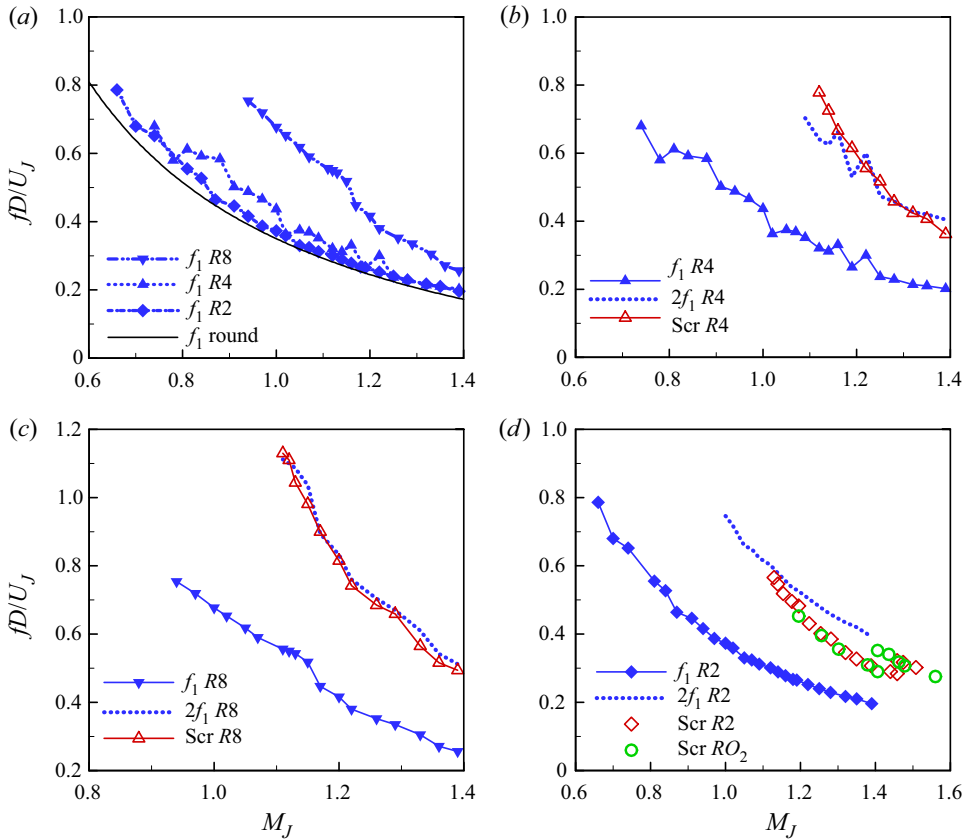 (a)
fD/U_J
0.8
0.6
0.4
0.2
0
0.6 0.8 1.0 1.2 1.4
f_1 R8
f_1 R4
f_1 R2
f_1 round
(b)
1.0
0.8
0.6
0.4
0.2
0
0.6 0.8 1.0 1.2 1.4
f_1 R4
2f_1 R4
Scr R4
(c)
fD/U_J
1.2
1.0
0.8
0.6
0.4
0.2
0.8 1.0 1.2 1.4
M_J
f_1 R8
2f_1 R8
Scr R8
(d)
1.0
0.8
0.6
0.4
0.2
0
0.6 0.8 1.0 1.2 1.4 1.6
M_J
f_1 R2
2f_1 R2
Scr R2
Scr RO_2